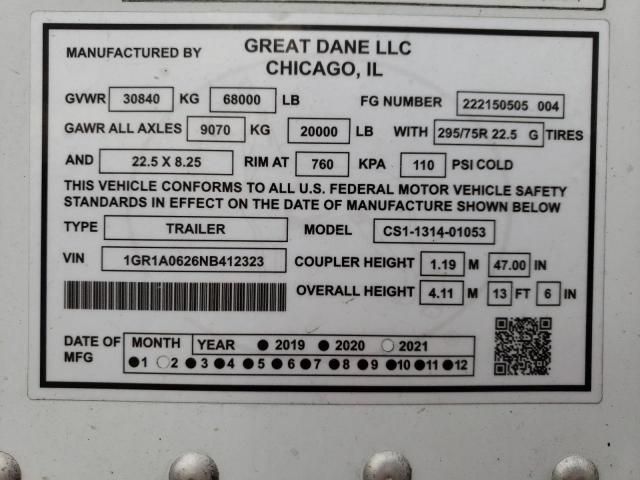 MANUFACTURED BY GREAT DANE LLC
CHICAGO, IL
GVWR 30840 KG 68000 LB FG NUMBER 222150505 004
GAWR ALL AXLES 9070 KG 20000 LB WITH 295/75R 22.5 G TIRES
AND 22.5 X 8.25 RIM AT 760 KPA 110 PSI COLD
THIS VEHICLE CONFORMS TO ALL U.S. FEDERAL MOTOR VEHICLE SAFETY
STANDARDS IN EFFECT ON THE DATE OF MANUFACTURE SHOWN BELOW
TYPE TRAILER MODEL CS1-1314-01053
VIN 1GR1A0626NB412323 COUPLER HEIGHT 1.19 M 47.00 IN
OVERALL HEIGHT 4.11 M 13 FT 6 IN
DATE OF MFG MONTH YEAR 2019 2020 2021
1 2 3 4 5 6 7 8 9 10 11 12